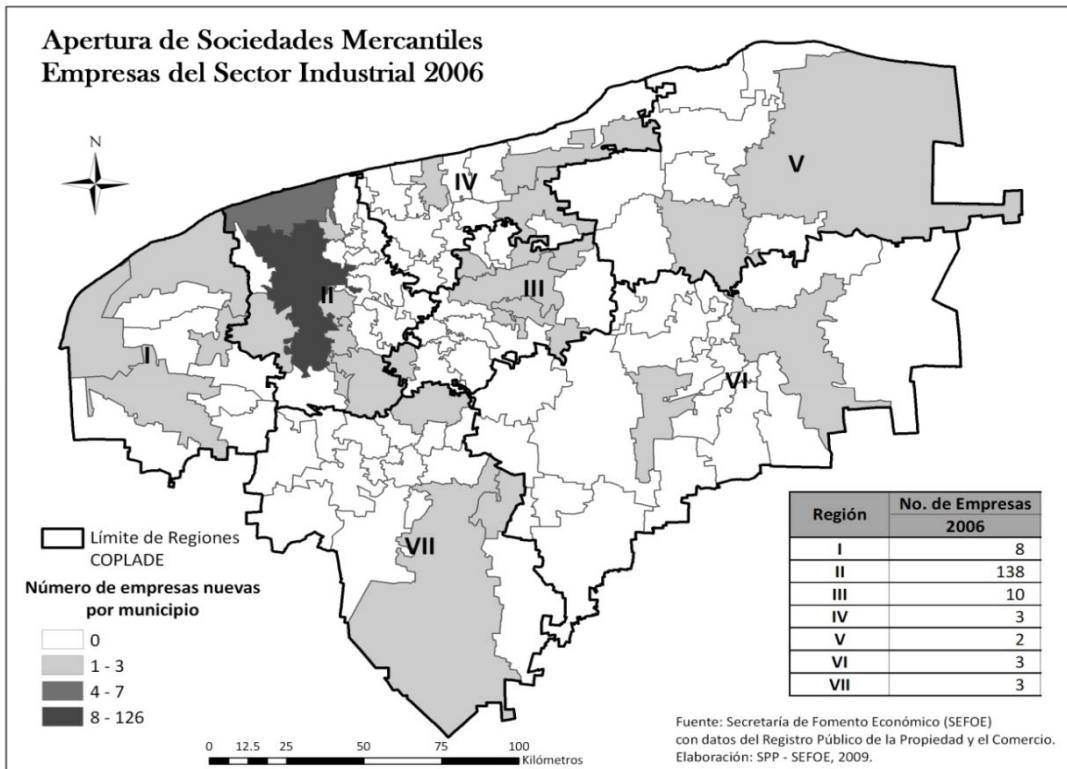 Apertura de Sociedades Mercantiles
Empresas del Sector Industrial 2006
N
V
IV
III
II
I
VI
VII
Límite de Regiones
COPLADE
Número de empresas nuevas
por municipio
0
1 - 3
4 - 7
8 - 126
0 12.5 25 50 75 100
Kilómetros
Región No. de Empresas
2006
I 8
II 138
III 10
IV 3
V 2
VI 3
VII 3
Fuente: Secretaría de Fomento Económico (SEFOE)
con datos del Registro Público de la Propiedad y el Comercio.
Elaboración: SPP - SEFOE, 2009.